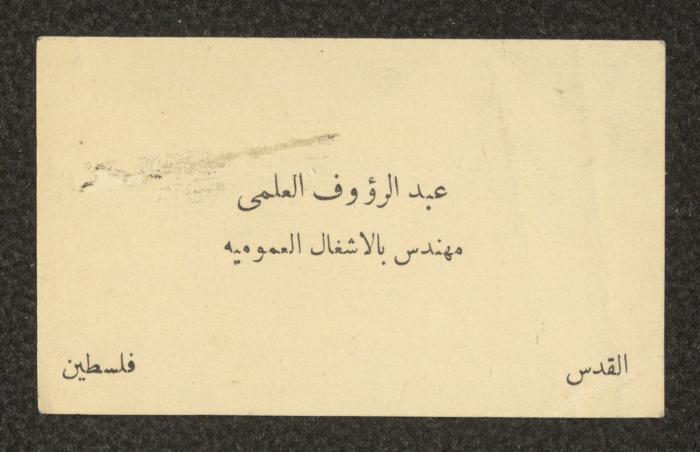 عبد الرؤوف العلمى
مهندس بالاشغال العموميه
القدس
فلسطين